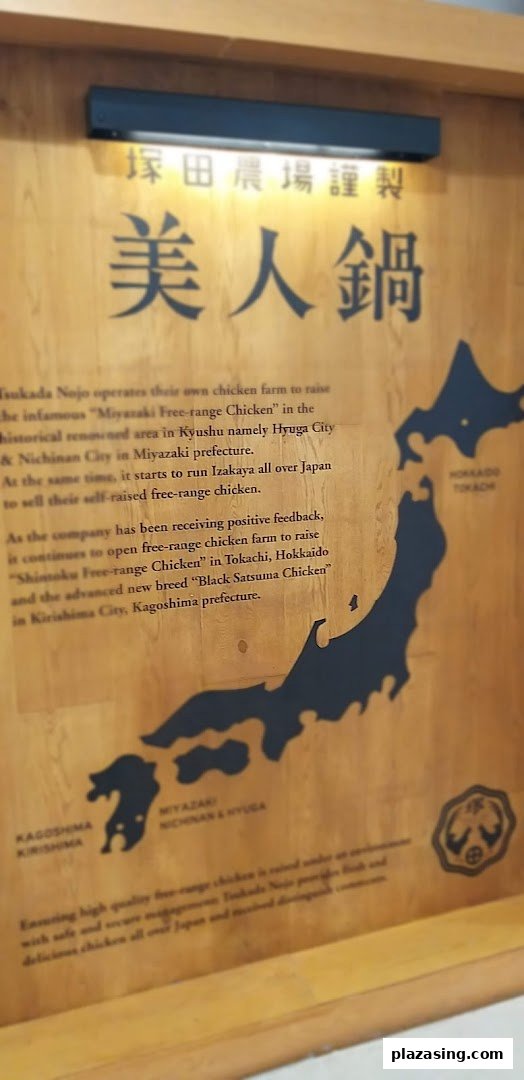 塚田農場謹製
美人鍋
Tsukada Nojo operates their own chicken farm to raise
the infamous "Miyazaki Free-range Chicken" in the
historical renowned area in Kyushu namely Hyuga City
& Nichinan City in Miyazaki prefecture.
At the same time, it starts to run Izakaya all over Japan
to sell their self-raised free-range chicken.
As the company has been receiving positive feedback,
it continues to open free-range chicken farm to raise
"Shintoku Free-range Chicken" in Tokachi, Hokkaido
and the advanced new breed "Black Satsuma Chicken"
in Kirishima City, Kagoshima prefecture.
HOKKAIDO
TOKACHI
MIYAZAKI
NICHINAN & HYUGA
KAGOSHIMA
KIRISHIMA
塚
Ensuring high quality free-range chicken is raised under an environment
with safe and secure management; Tsukada Nojo provides fresh and
delicious chicken all over Japan and received distinguish comments.
plazasing.com